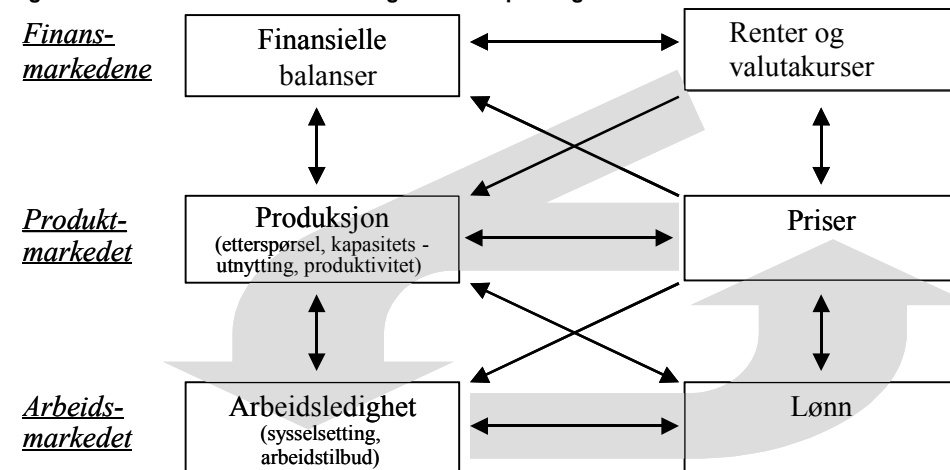 Finans-
markedene
Finansielle
balanser
Renter og
valutakurser
Produkt-
markedet
Produksjon
(etterspørsel, kapasitets -
utnytting, produktivitet)
Priser
Arbeids-
markedet
Arbeidsledighet
(sysselsetting,
arbeidstilbud)
Lønn